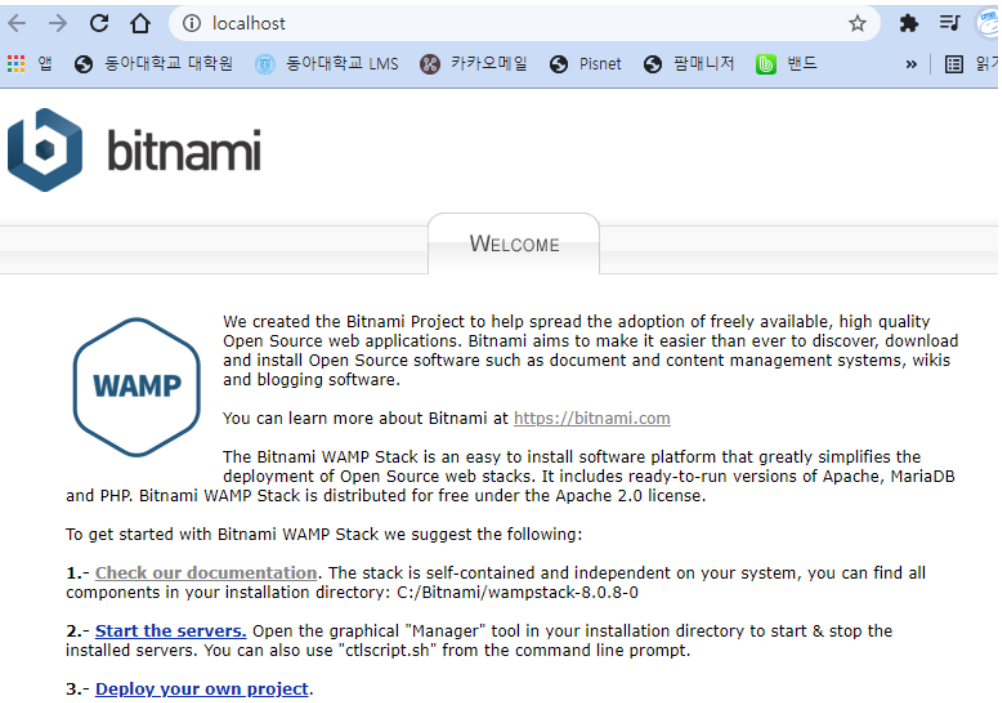 localhost
앱 동아대학교 대학원 동아대학교 LMS 카카오메일 Pisnet 팜매니저 밴드 »
bitnami
WELCOME
WAMP
We created the Bitnami Project to help spread the adoption of freely available, high quality
Open Source web applications. Bitnami aims to make it easier than ever to discover, download
and install Open Source software such as document and content management systems, wikis
and blogging software.
You can learn more about Bitnami at https://bitnami.com
The Bitnami WAMP Stack is an easy to install software platform that greatly simplifies the
deployment of Open Source web stacks. It includes ready-to-run versions of Apache, MariaDB
and PHP. Bitnami WAMP Stack is distributed for free under the Apache 2.0 license.
To get started with Bitnami WAMP Stack we suggest the following:
1.- Check our documentation. The stack is self-contained and independent on your system, you can find all
components in your installation directory: C:/Bitnami/wampstack-8.0.8-0
2.- Start the servers. Open the graphical "Manager" tool in your installation directory to start & stop the
installed servers. You can also use "ctlscript.sh" from the command line prompt.
3.- Deploy your own project.